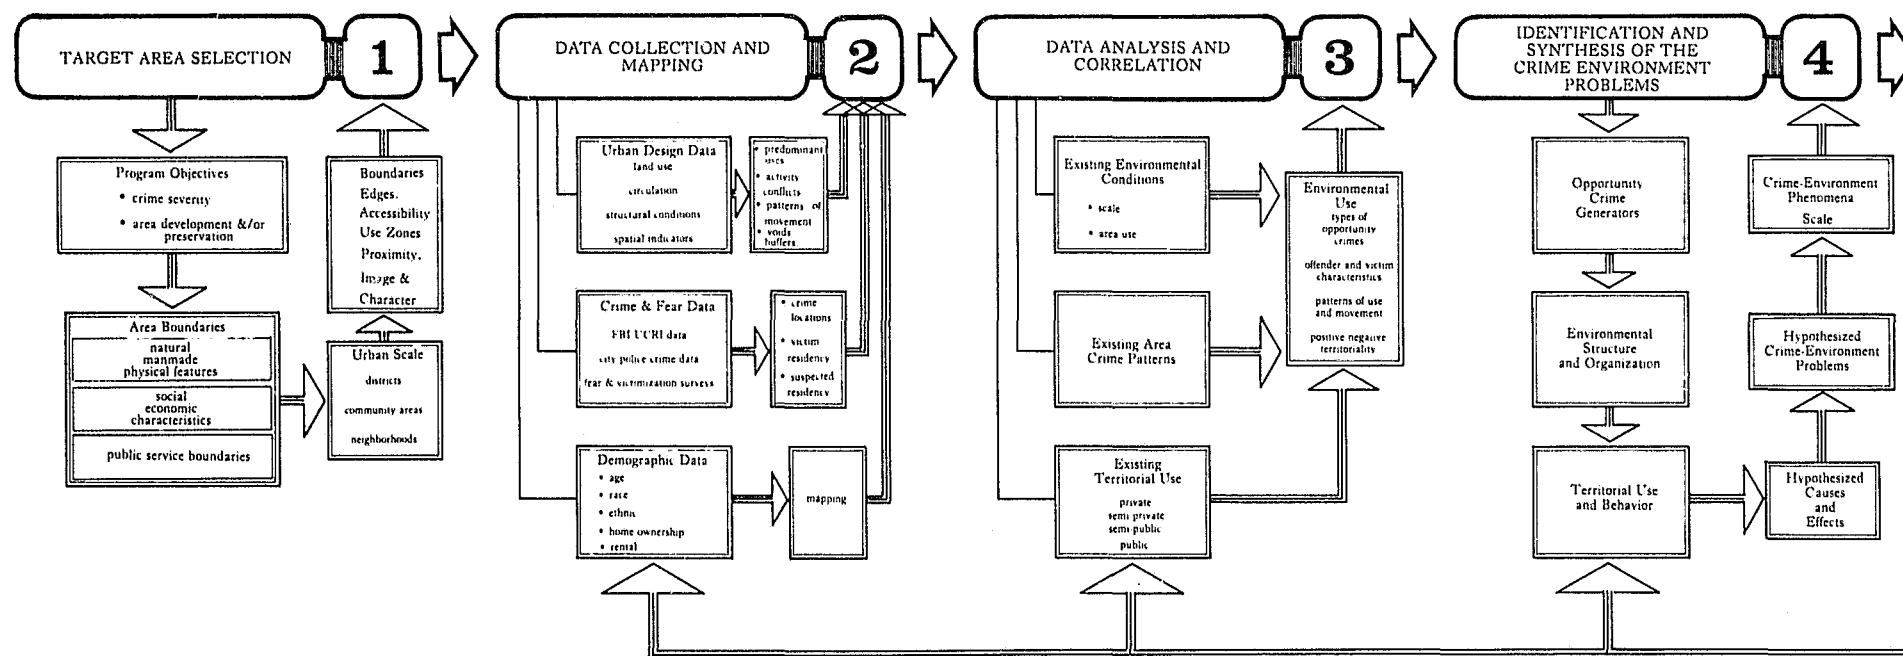 TARGET AREA SELECTION
1
Program Objectives
• crime severity
• area development &/or
preservation
Area Boundaries
natural
manmade
physical features
social
economic
characteristics
public service boundaries
Boundaries
Edges.
Accessibility
Use Zones
Proximity.
Image &
Character
Urban Scale
districts
community areas
neighborhoods
DATA COLLECTION AND
MAPPING
2
Urban Design Data
land use
circulation
structural conditions
spatial indicators
• predominant
uses
• activity
conflicts
• patterns of
movement
• voids
buffers
Crime & Fear Data
FBI UCRI data
city police crime data
fear & victimization surveys
• crime
locations
• victim
residency
• suspected
residency
Demographic Data
• age
• race
• ethnic
• home ownership
• rental
mapping
DATA ANALYSIS AND
CORRELATION
3
Existing Environmental
Conditions
• scale
• area use
Existing Area
Crime Patterns
Existing
Territorial Use
private
semi private
semi-public
public
Environmental
Use
types of
opportunity
crimes
offender and victim
characteristics
patterns of use
and movement
positive negative
territoriality
IDENTIFICATION AND
SYNTHESIS OF THE
CRIME ENVIRONMENT
PROBLEMS
4
Opportunity
Crime
Generators
Environmental
Structure
and Organization
Territorial Use
and Behavior
Crime-Environment
Phenomena
Scale
Hypothesized
Crime-Environment
Problems
Hypothesized
Causes
and
Effects